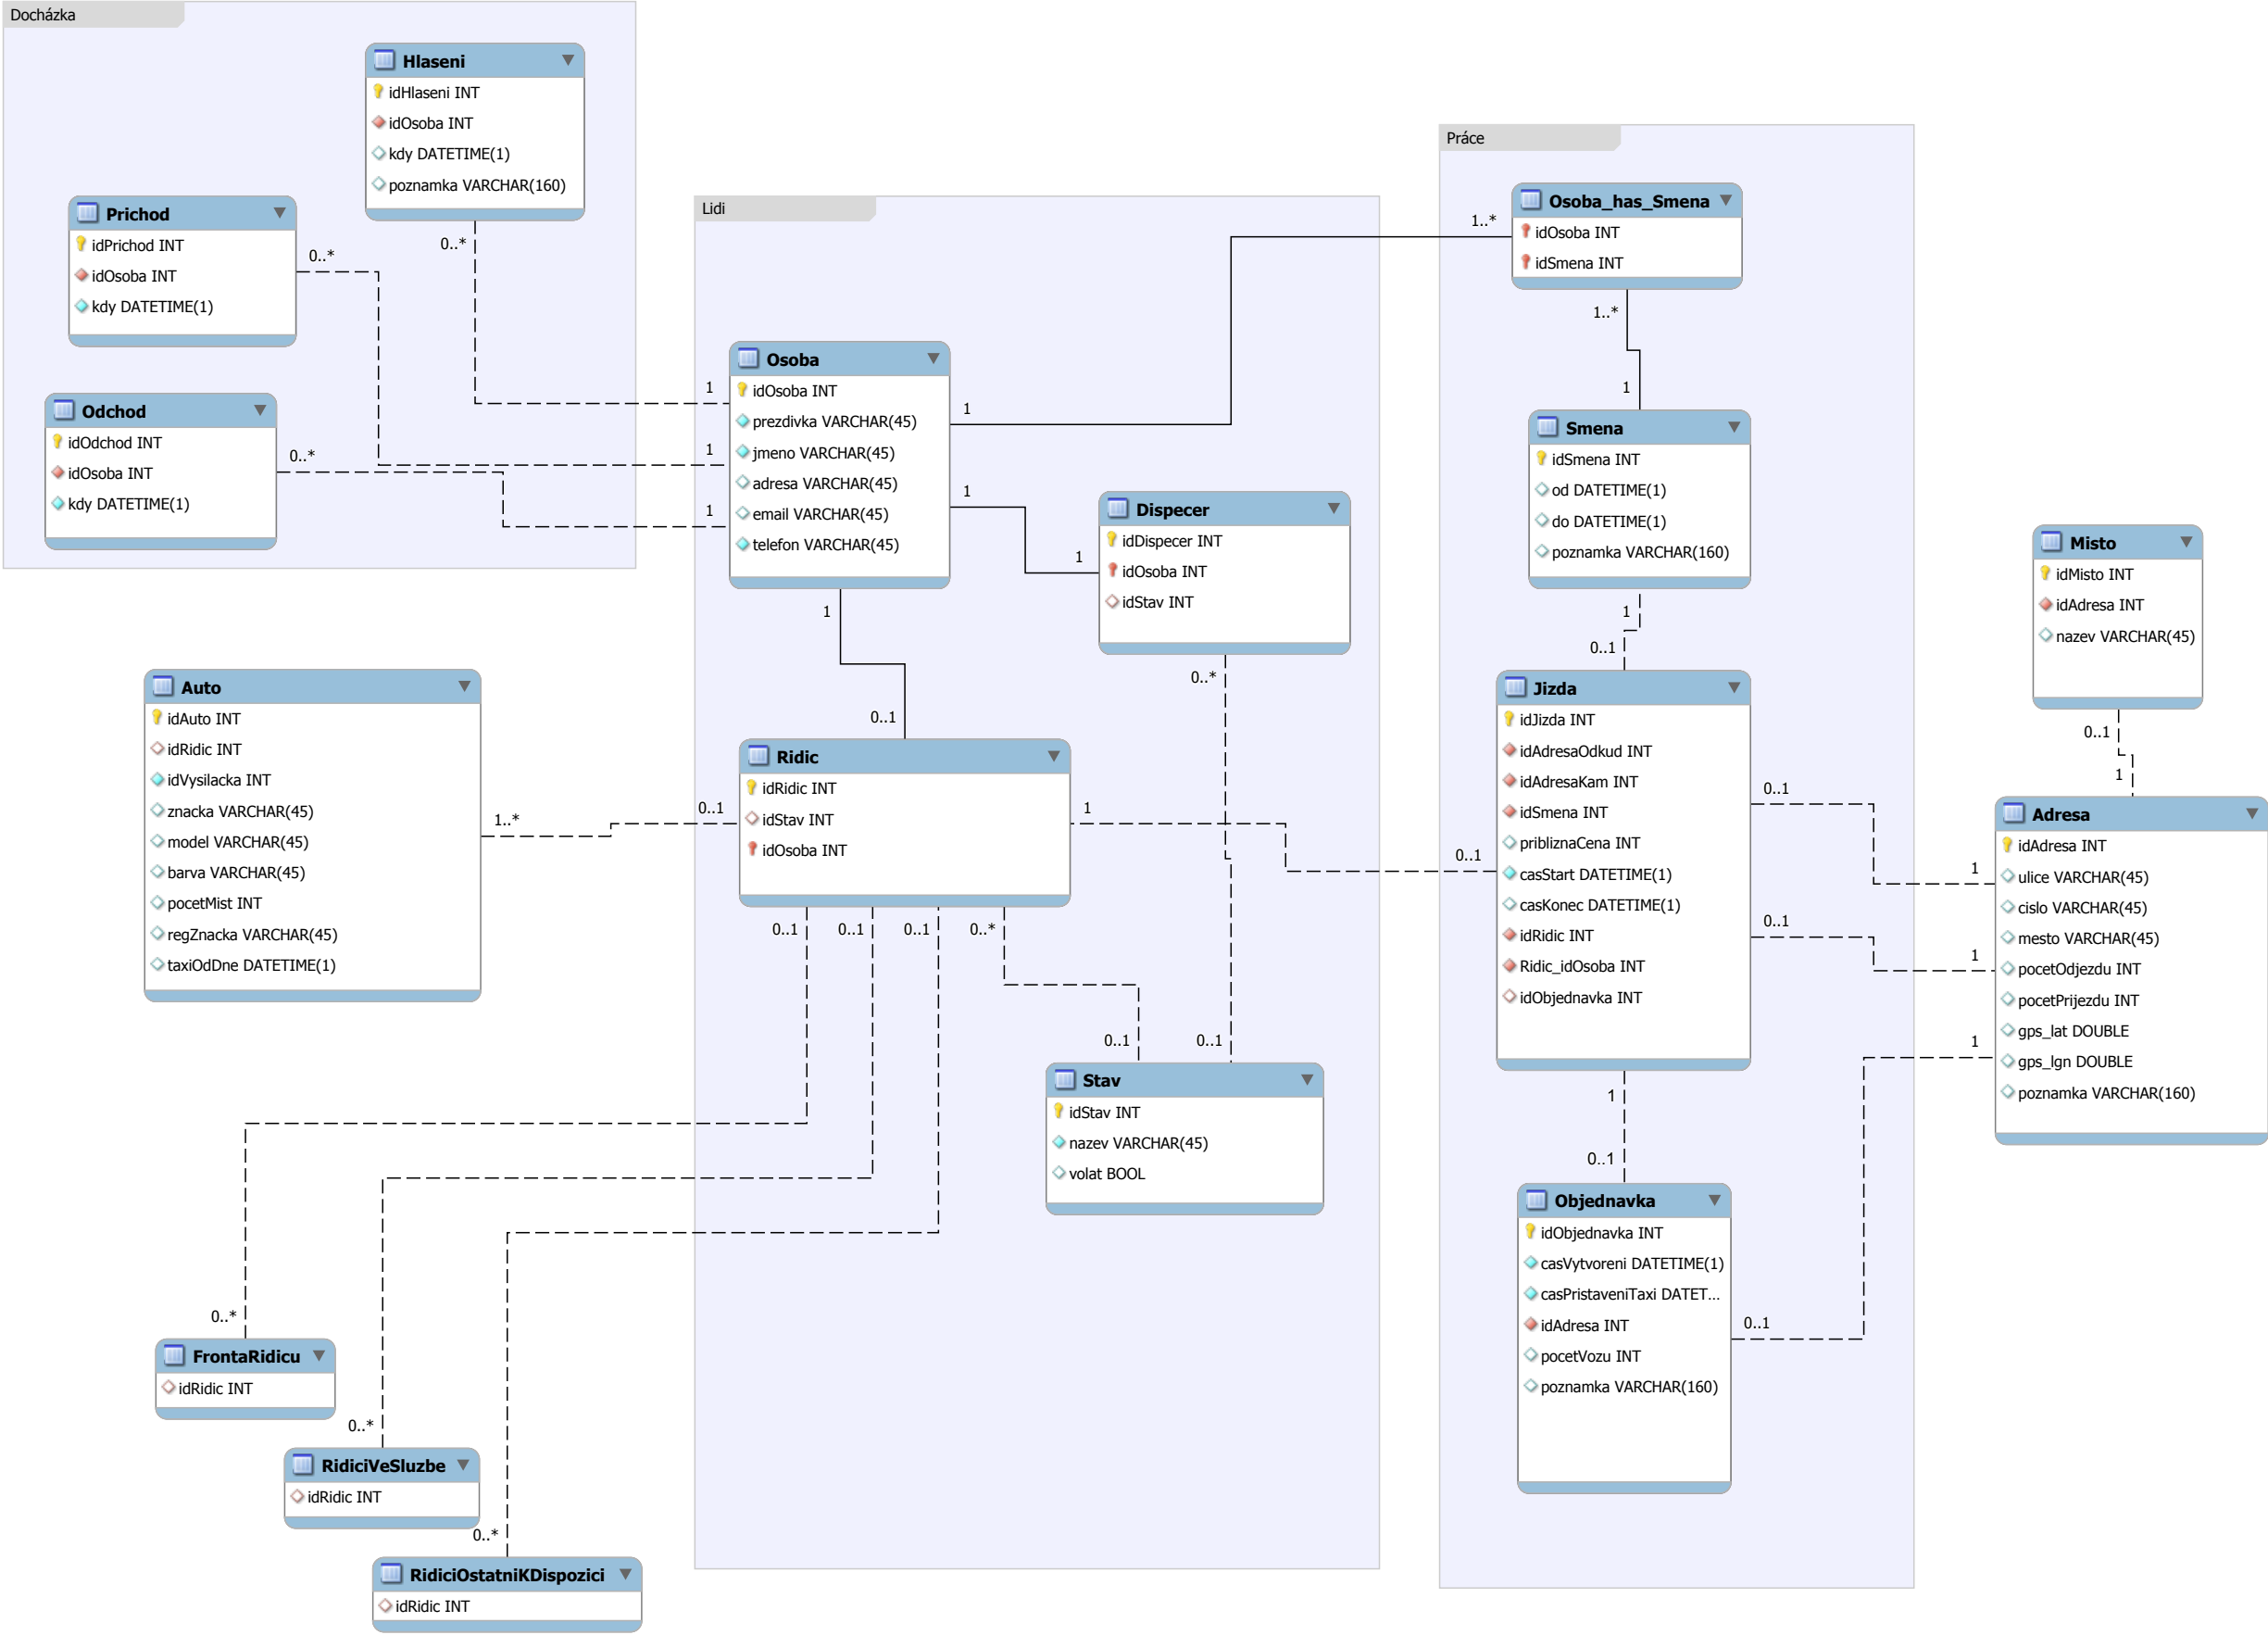 Docházka
Hlaseni
idHlaseni INT
idOsoba INT
kdy DATETIME(1)
poznamka VARCHAR(160)
0..*
Prichod
idPrichod INT
idOsoba INT
kdy DATETIME(1)
0..*
Odchod
idOdchod INT
idOsoba INT
kdy DATETIME(1)
0..*
Lidi
Osoba
idOsoba INT
prezdivka VARCHAR(45)
jmeno VARCHAR(45)
adresa VARCHAR(45)
email VARCHAR(45)
telefon VARCHAR(45)
1
1
1
1
1
1
Dispecer
idDispecer INT
idOsoba INT
idStav INT
1
0..*
Ridic
idRidic INT
idStav INT
idOsoba INT
0..1
0..1
1
0..1
0..1
0..1
0..*
Stav
idStav INT
nazev VARCHAR(45)
volat BOOL
0..1
0..1
Auto
idAuto INT
idRidic INT
idVysilacka INT
znacka VARCHAR(45)
model VARCHAR(45)
barva VARCHAR(45)
pocetMist INT
regZnacka VARCHAR(45)
taxiOdDne DATETIME(1)
1..*
0..*
FrontaRidicu
idRidic INT
0..*
RidiciVeSluzbe
idRidic INT
0..*
RidiciOstatniKDispozici
idRidic INT
Práce
Osoba_has_Smena
idOsoba INT
idSmena INT
1..*
1..*
1
Smena
idSmena INT
od DATETIME(1)
do DATETIME(1)
poznamka VARCHAR(160)
1
0..1
Jizda
idJizda INT
idAdresaOdkud INT
idAdresaKam INT
idSmena INT
pribliznaCena INT
casStart DATETIME(1)
casKonec DATETIME(1)
idRidic INT
Ridic_idOsoba INT
idObjednavka INT
0..1
0..1
0..1
1
0..1
Objednavka
idObjednavka INT
casVytvoreni DATETIME(1)
casPristaveniTaxi DATET...
idAdresa INT
pocetVozu INT
poznamka VARCHAR(160)
0..1
Misto
idMisto INT
idAdresa INT
nazev VARCHAR(45)
0..1
1
Adresa
idAdresa INT
ulice VARCHAR(45)
cislo VARCHAR(45)
mesto VARCHAR(45)
pocetOdjezdu INT
pocetPrijezdu INT
gps_lat DOUBLE
gps_lgn DOUBLE
poznamka VARCHAR(160)
1
1
1